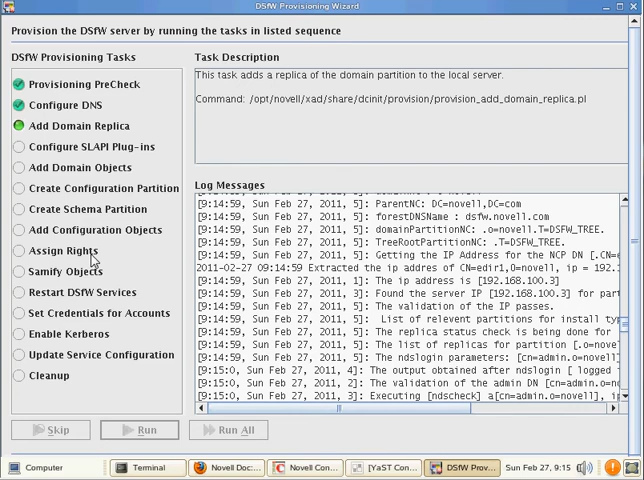 DSfW Provisioning Wizard
Provision the DSfW server by running the tasks in listed sequence
DSfW Provisioning Tasks
Provisioning PreCheck
Configure DNS
Add Domain Replica
Configure SLAPI Plug-ins
Add Domain Objects
Create Configuration Partition
Create Schema Partition
Add Configuration Objects
Assign Rights
Samify Objects
Restart DSfW Services
Set Credentials for Accounts
Enable Kerberos
Update Service Configuration
Cleanup
Task Description
This task adds a replica of the domain partition to the local server.
Command: /opt/novell/xad/share/dcinit/provision/provision_add_domain_replica.pl
Log Messages
[9:14:59, Sun Feb 27, 2011, 5]: ParentNC: DC=novell,DC=com
[9:14:59, Sun Feb 27, 2011, 5]: forestDNSName : dsfw.novell.com
[9:14:59, Sun Feb 27, 2011, 5]: domainPartitionNC: .o=novell.T=DSFW_TREE.
[9:14:59, Sun Feb 27, 2011, 5]: TreeRootPartitionNC: .T=DSFW_TREE.
[9:14:59, Sun Feb 27, 2011, 5]: Getting the IP Address for the NCP DN [.CN=e
2011-02-27 09:14:59 Extracted the ip addres of CN=edir1,O=novell, ip = 192.1
[9:14:59, Sun Feb 27, 2011, 1]: The ip address is [192.168.100.3]
[9:14:59, Sun Feb 27, 2011, 3]: Found the server IP [192.168.100.3] for part
[9:14:59, Sun Feb 27, 2011, 5]: The validation of the IP passes.
[9:14:59, Sun Feb 27, 2011, 5]: List of relevent partitions for install typ
[9:14:59, Sun Feb 27, 2011, 5]: The replica status check is being done for
[9:14:59, Sun Feb 27, 2011, 5]: The list of replicas for partition [.o=novel
[9:14:59, Sun Feb 27, 2011, 5]: The ndslogin parameters: [cn=admin.o=novell]
[9:15:0, Sun Feb 27, 2011, 4]: The output obtained after ndslogin [ logged
[9:15:0, Sun Feb 27, 2011, 2]: The validation of the admin DN [cn=admin.o=no
[9:15:0, Sun Feb 27, 2011, 3]: Executing [ndscheck] a[cn=admin.o=novell], ip
Skip
Run
Run All
Computer
Terminal
Novell Doc:...
Novell Con...
[YaST Con...
DSfW Prov...
Sun Feb 27, 9:15